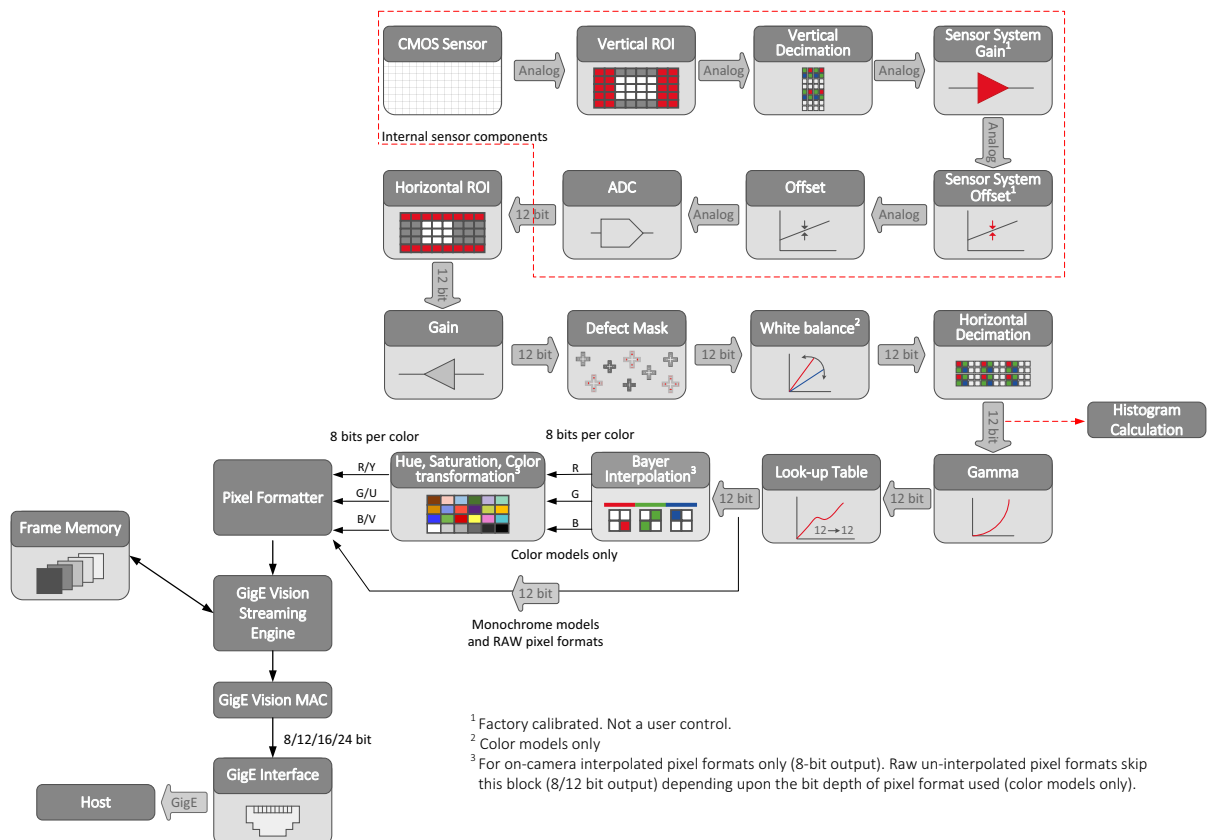 CMOS Sensor
Analog
Vertical ROI
Analog
Vertical
Decimation
Analog
Sensor System
Gain1
Internal sensor components
Analog
Horizontal ROI
12 bit
ADC
Analog
Offset
Analog
Sensor System
Offset1
12 bit
Gain
12 bit
Defect Mask
12 bit
White balance2
12 bit
Horizontal
Decimation
12 bit
Histogram
Calculation
8 bits per color
8 bits per color
Pixel Formatter
R/Y
G/U
B/V
Hue, Saturation, Color
transformation3
R
G
B
Bayer
Interpolation3
12 bit
Look-up Table
12→12
12 bit
Gamma
Color models only
Frame Memory
12 bit
Monochrome models
and RAW pixel formats
GigE Vision
Streaming
Engine
GigE Vision MAC
8/12/16/24 bit
GigE Interface
GigE
Host
1 Factory calibrated. Not a user control.
2 Color models only
3 For on-camera interpolated pixel formats only (8-bit output). Raw un-interpolated pixel formats skip
this block (8/12 bit output) depending upon the bit depth of pixel format used (color models only).